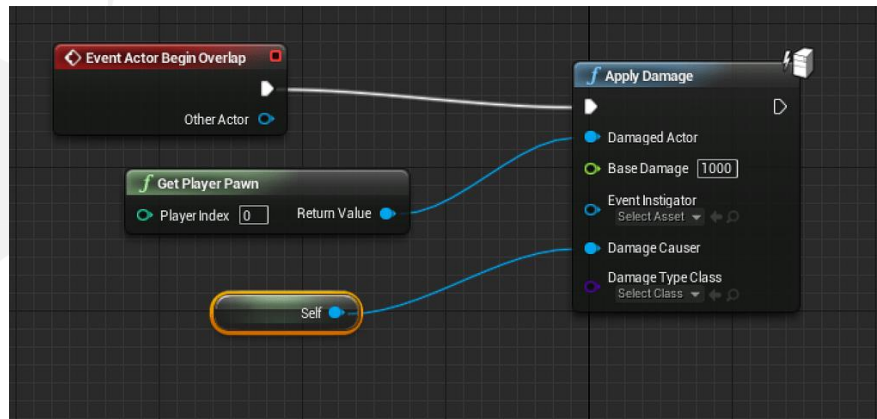 Event Actor Begin Overlap
Other Actor
f Get Player Pawn
Player Index 0 Return Value
Self
f Apply Damage
Damaged Actor
Base Damage 1000
Event Instigator
Select Asset
Damage Causer
Damage Type Class
Select Class